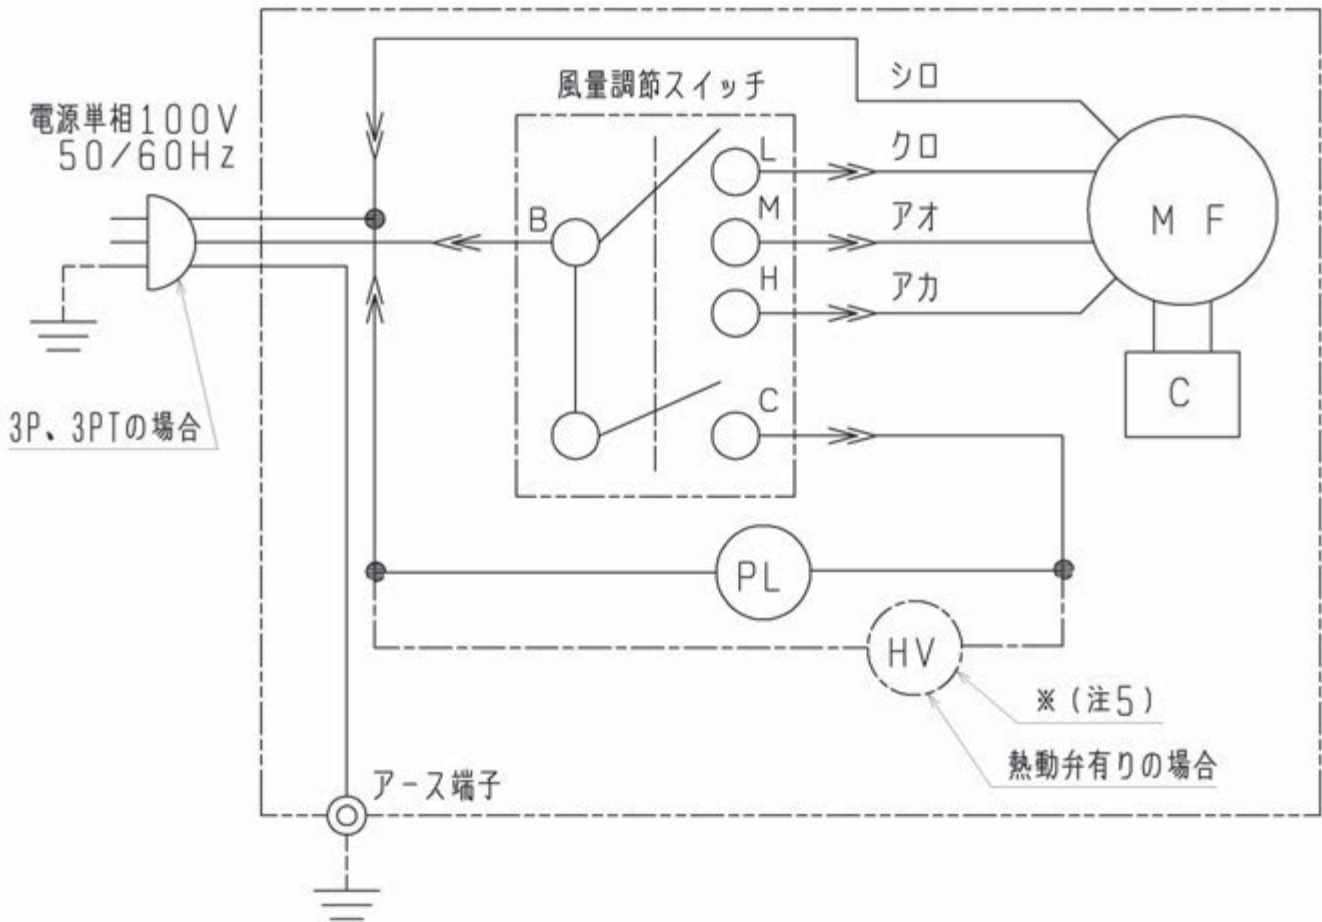 電源単相100V
50/60Hz
風量調節スイッチ
シロ
クロ
アオ
アカ
L
M
H
B
C
M F
C
3P、3PTの場合
PL
HV
※(注5)
熱動弁有りの場合
アース端子